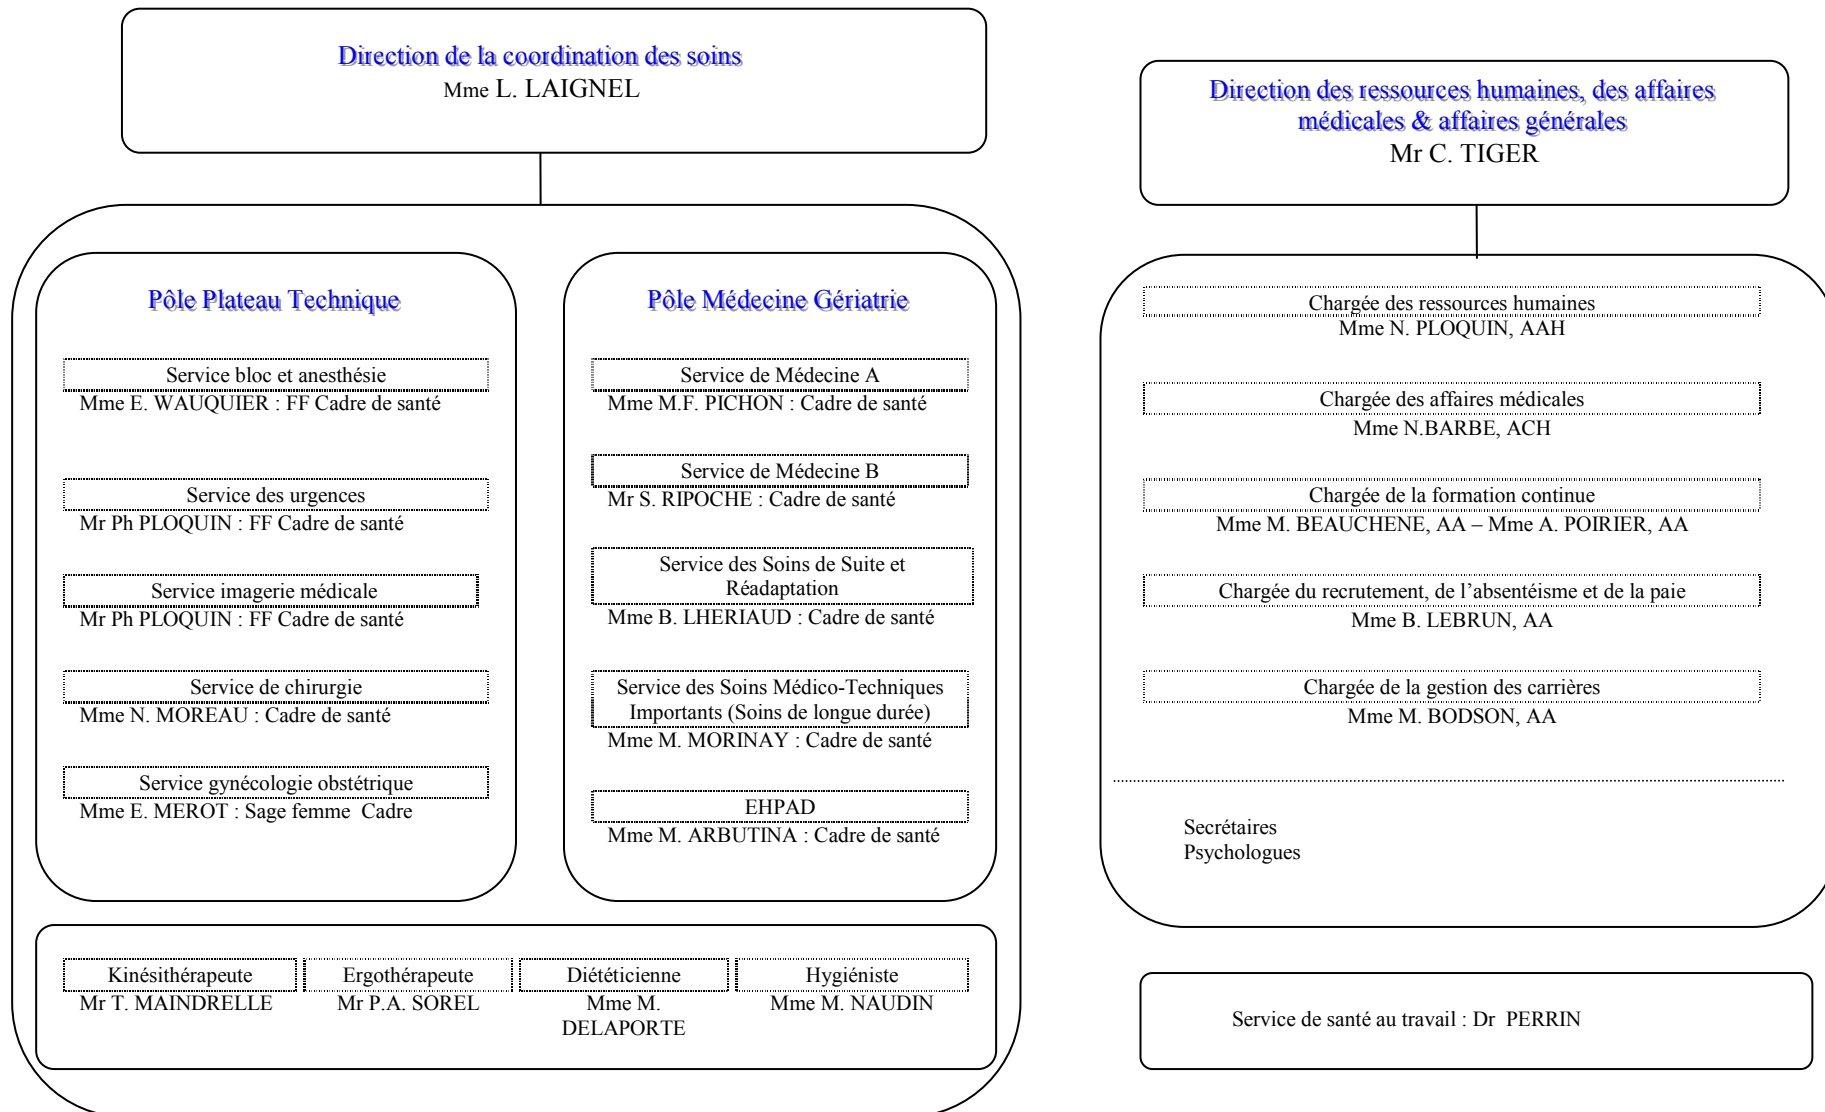 Direction de la coordination des soins
Mme L. LAIGNEL
Pôle Plateau Technique
Service bloc et anesthésie
Mme E. WAUQUIER : FF Cadre de santé
Service des urgences
Mr Ph PLOQUIN : FF Cadre de santé
Service imagerie médicale
Mr Ph PLOQUIN : FF Cadre de santé
Service de chirurgie
Mme N. MOREAU : Cadre de santé
Service gynécologie obstétrique
Mme E. MEROT : Sage femme  Cadre
Pôle Médecine Gériatrie
Service de Médecine A
Mme M.F. PICHON : Cadre de santé
Service de Médecine B
Mr S. RIPOCHE : Cadre de santé
Service des Soins de Suite et
Réadaptation
Mme B. LHERIAUD : Cadre de santé
Service des Soins Médico-Techniques
Importants (Soins de longue durée)
Mme M. MORINAY : Cadre de santé
EHPAD
Mme M. ARBUTINA : Cadre de santé
Kinésithérapeute
Mr T. MAINDRELLE
Ergothérapeute
Mr P.A. SOREL
Diététicienne
Mme M.
DELAPORTE
Hygiéniste
Mme M. NAUDIN
Direction des ressources humaines, des affaires
médicales & affaires générales
Mr C. TIGER
Chargée des ressources humaines
Mme N. PLOQUIN, AAH
Chargée des affaires médicales
Mme N.BARBE, ACH
Chargée de la formation continue
Mme M. BEAUCHENE, AA – Mme A. POIRIER, AA
Chargée du recrutement, de l’absentéisme et de la paie
Mme B. LEBRUN, AA
Chargée de la gestion des carrières
Mme M. BODSON, AA
Secrétaires
Psychologues
Service de santé au travail : Dr  PERRIN